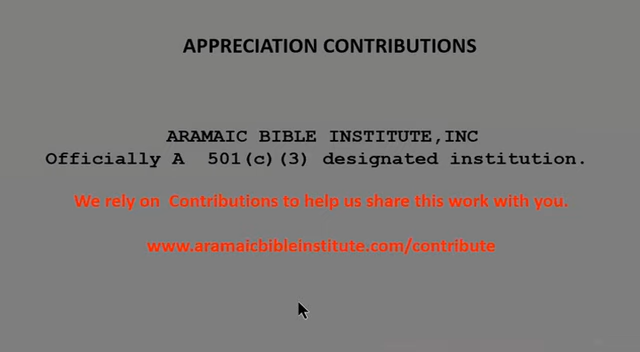 APPRECIATION CONTRIBUTIONS
ARAMAIC BIBLE INSTITUTE,INC
Officially A  501(c)(3) designated institution.
We rely on  Contributions to help us share this work with you.
www.aramaicbibleinstitute.com/contribute